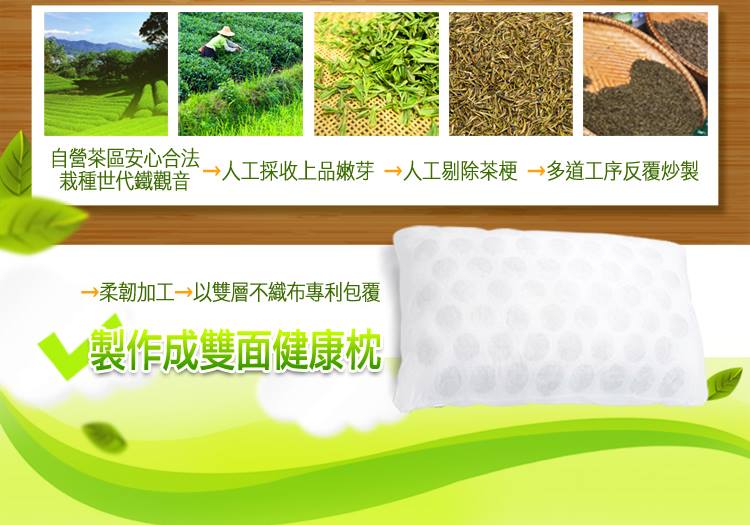 自營茶區安心合法
栽種世代鐵觀音
→人工採收上品嫩芽
→人工剔除茶梗
→多道工序反覆炒製
→柔韌加工→以雙層不織布專利包覆
製作成雙面健康枕